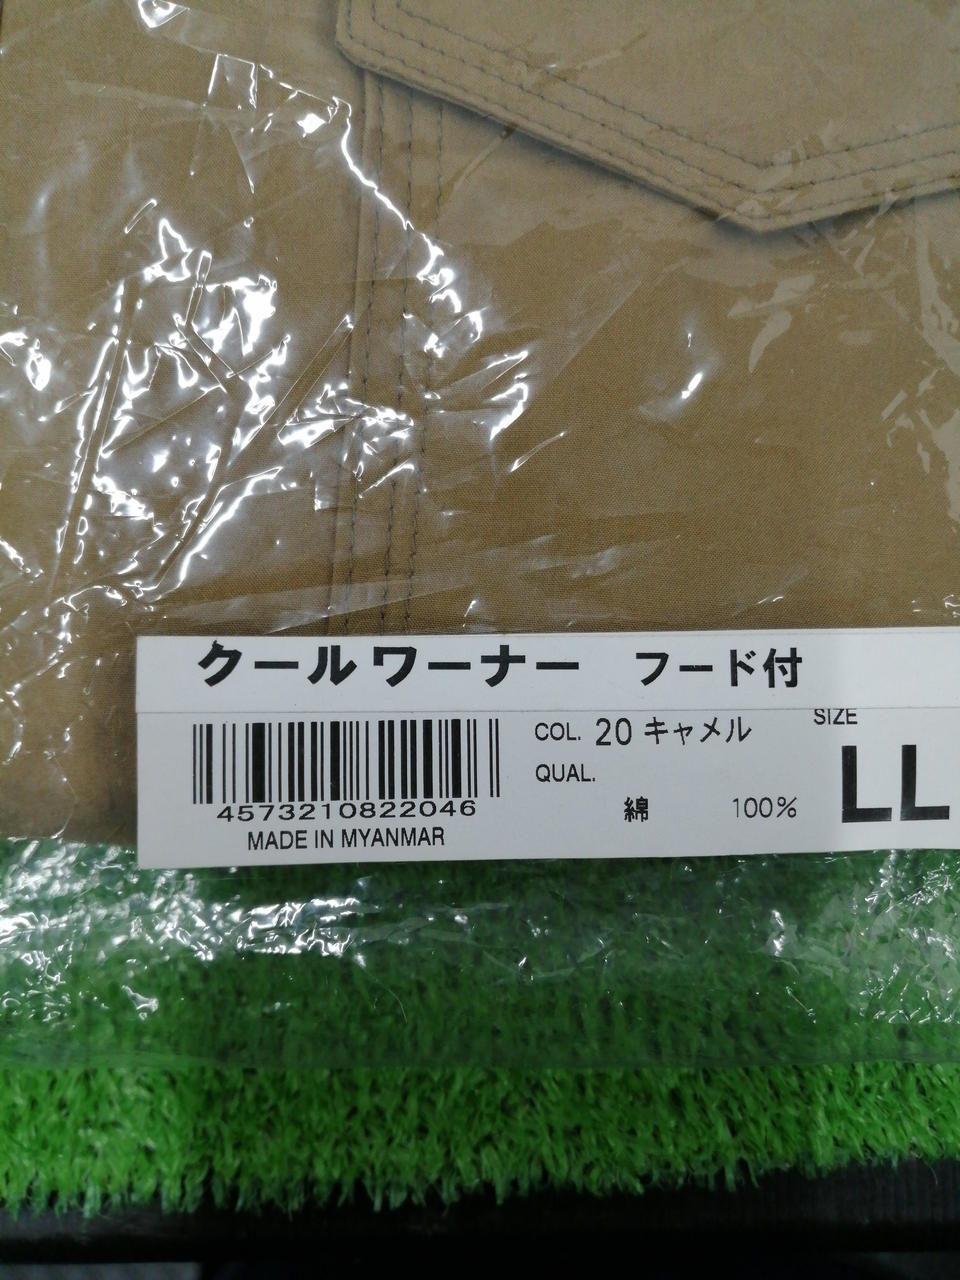 クールワーナー フード付
COL. 20 キャメル SIZE
QUAL. LL
綿 100%
4573210822046
MADE IN MYANMAR